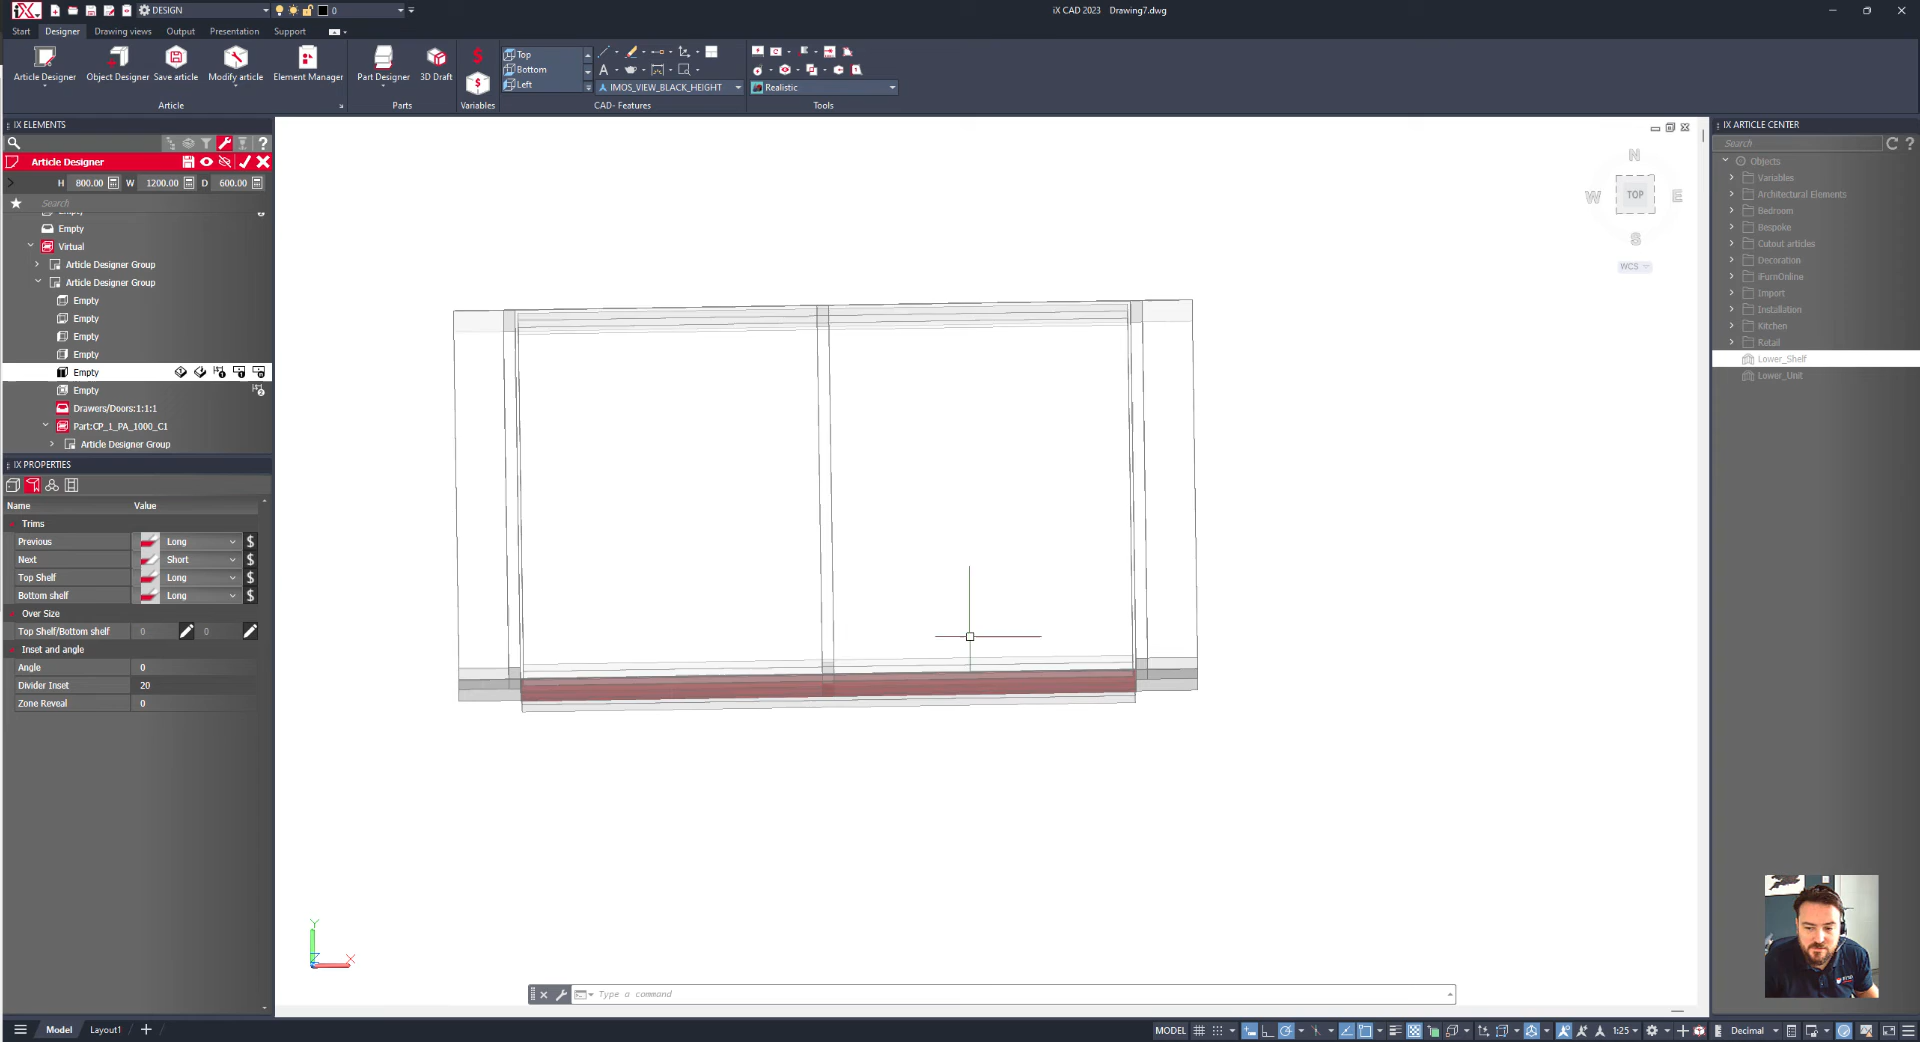 iX DESIGN 0 iX CAD 2023 Drawing7.dwg
Start Designer Drawing views Output Presentation Support
Article Designer Object Designer Save article Modify article Element Manager Part Designer 3D Draft
Top
Bottom
Left
IMOS_VIEW_BLACK_HEIGHT
Realistic
Article Parts Variables CAD- Features Tools
IX ELEMENTS
Article Designer
H 800.00 W 1200.00 D 600.00
Search
Empty
Virtual
Article Designer Group
Article Designer Group
Empty
Empty
Empty
Empty
Empty
Empty
Drawers/Doors:1:1:1
Part:CP_1_PA_1000_C1
Article Designer Group
IX PROPERTIES
Name Value
Trims
Previous Long $
Next Short $
Top Shelf Long $
Bottom shelf Long $
Over Size
Top Shelf/Bottom shelf 0 0
Inset and angle
Angle 0
Divider Inset 20
Zone Reveal 0
N
W TOP E
S
WCS
Y
Z X
Type a command
IX ARTICLE CENTER
Search
Objects
Variables
Architectural Elements
Bedroom
Bespoke
Cutout articles
Decoration
iFurnOnline
Import
Installation
Kitchen
Retail
Lower_Shelf
Lower_Unit
Model Layout1 +
MODEL 1:25 Decimal